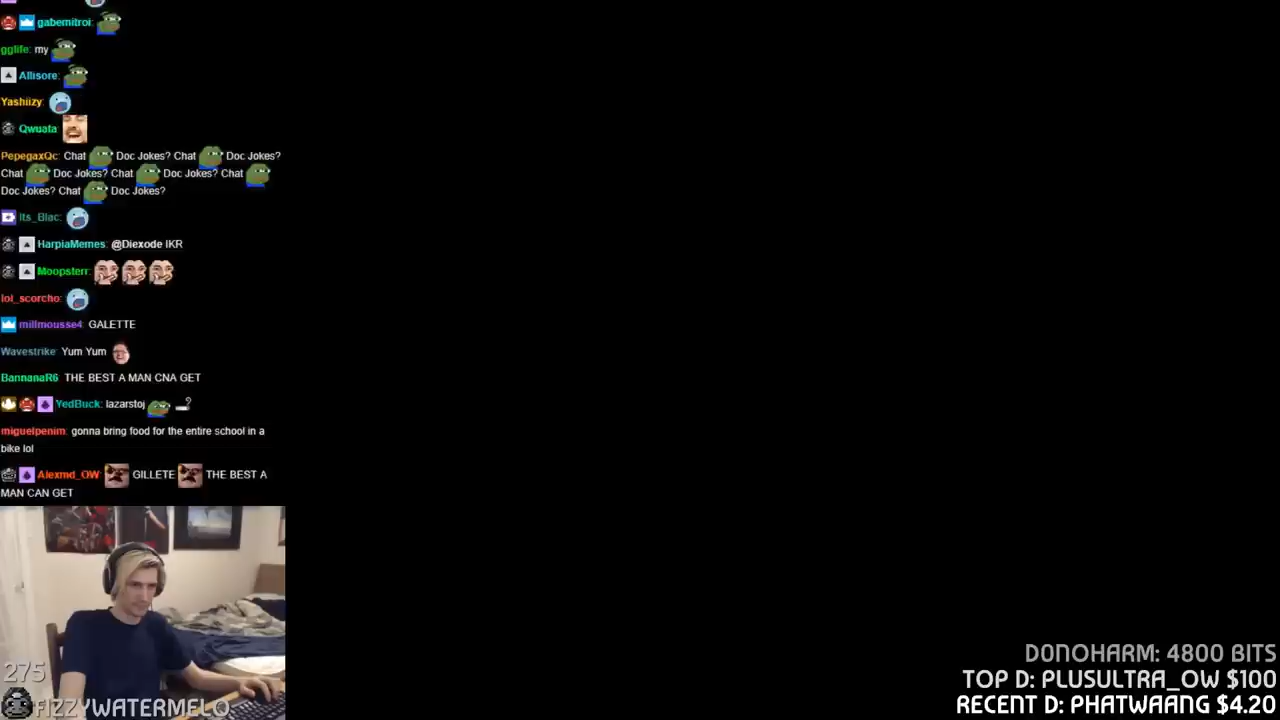 gabemitroi:
gglife: my
Allisore:
Yashiizy:
Qwuata:
PepegaxQc: Chat Doc Jokes? Chat Doc Jokes?
Chat Doc Jokes? Chat Doc Jokes? Chat
Doc Jokes? Chat Doc Jokes?
Its_Blac:
HarpiaMemes: @Diexode IKR
Moopsterr:
lol_scorcho:
millmousse4: GALETTE
Wavestrike: Yum Yum
BannanaR6: THE BEST A MAN CNA GET
YedBuck: lazarstoj
miguelpenim: gonna bring food for the entire school in a
bike lol
Alexmd_OW: GILLETE THE BEST A
MAN CAN GET
275
FIZZYWATERMELO
DONOHARM: 4800 BITS
TOP D: PLUSULTRA_OW $100
RECENT D: PHATWAANG $4.20